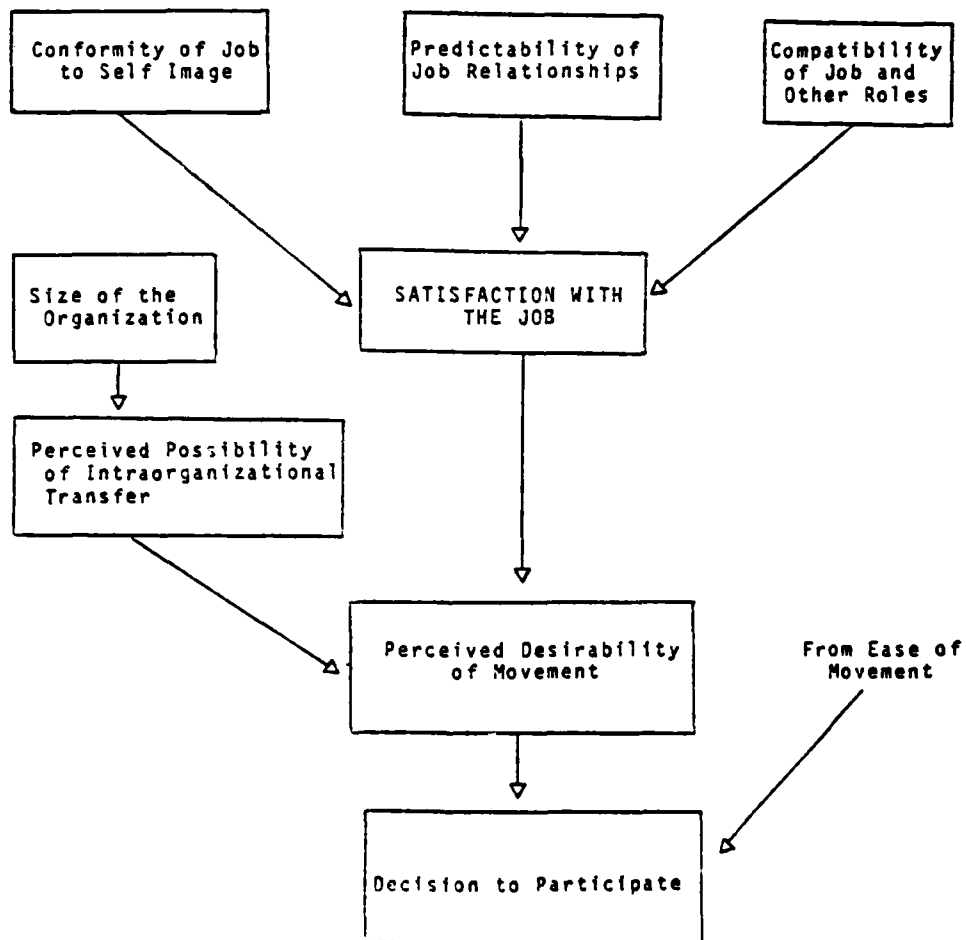 Conformity of Job
to Self Image
Predictability of
Job Relationships
Compatibility
of Job and
Other Roles
Size of the
Organization
SATISFACTION WITH
THE JOB
Perceived Possibility
of Intraorganizational
Transfer
Perceived Desirability
of Movement
From Ease of
Movement
Decision to Participate